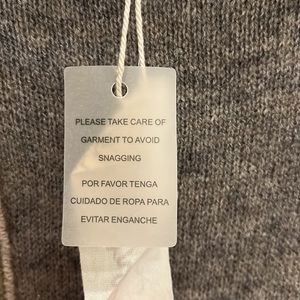 PLEASE TAKE CARE OF
GARMENT TO AVOID
SNAGGING
POR FAVOR TENGA
CUIDADO DE ROPA PARA
EVITAR ENGANCHE